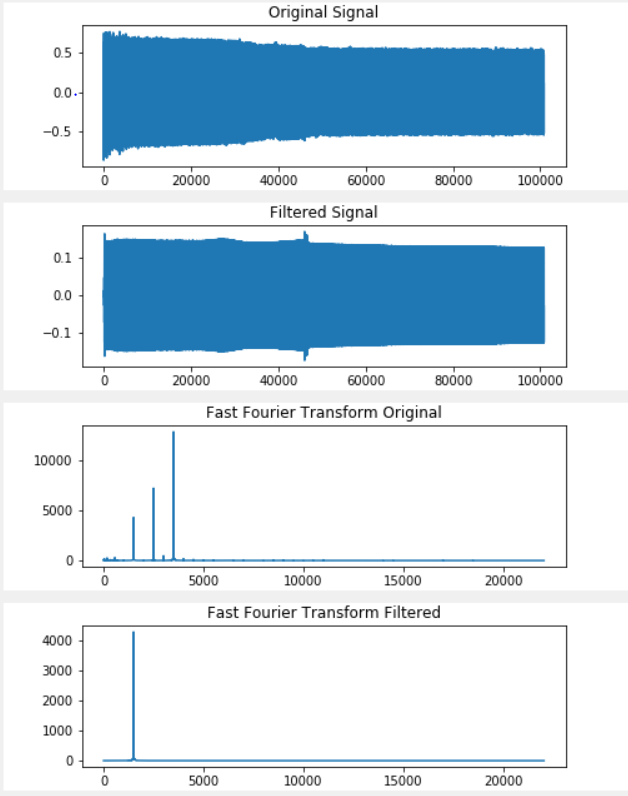 Original Signal
0.5
0.0
−0.5
0 20000 40000 60000 80000 100000
Filtered Signal
0.1
0.0
−0.1
0 20000 40000 60000 80000 100000
Fast Fourier Transform Original
10000
5000
0
0 5000 10000 15000 20000
Fast Fourier Transform Filtered
4000
3000
2000
1000
0
0 5000 10000 15000 20000